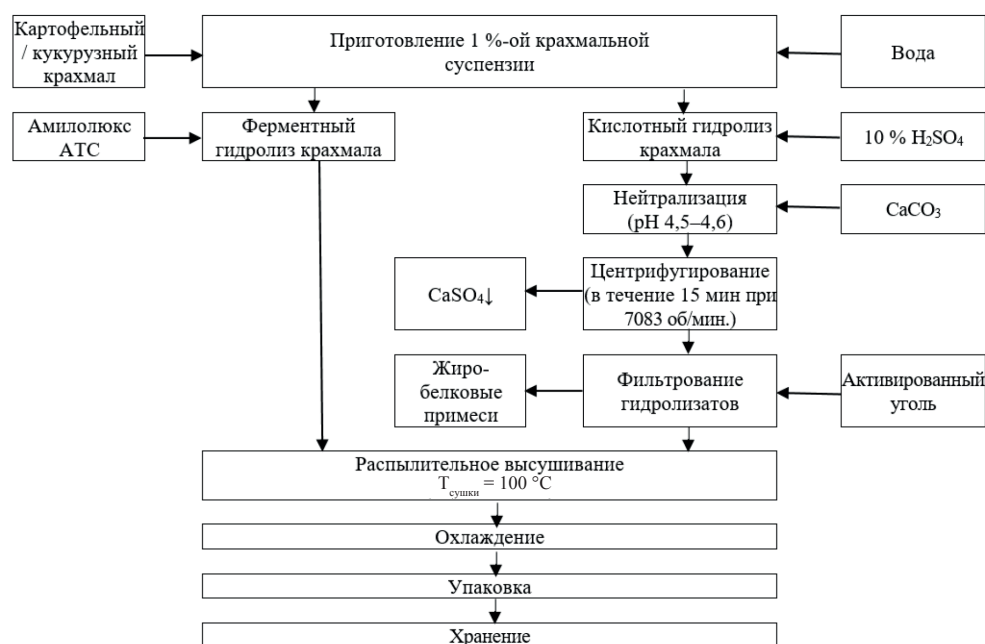 Картофельный
/ кукурузный
крахмал
Приготовление 1 %-ой крахмальной
суспензии
Вода
Амилолюкс
АТС
Ферментный
гидролиз крахмала
Кислотный гидролиз
крахмала
10 % H₂SO₄
Нейтрализация
(pH 4,5–4,6)
CaCO₃
CaSO₄↓
Центрифугирование
(в течение 15 мин при
7083 об/мин.)
Жиро-
белковые
примеси
Фильтрование
гидролизатов
Активированный
уголь
Распылительное высушивание
Tсушки = 100 °C
Охлаждение
Упаковка
Хранение